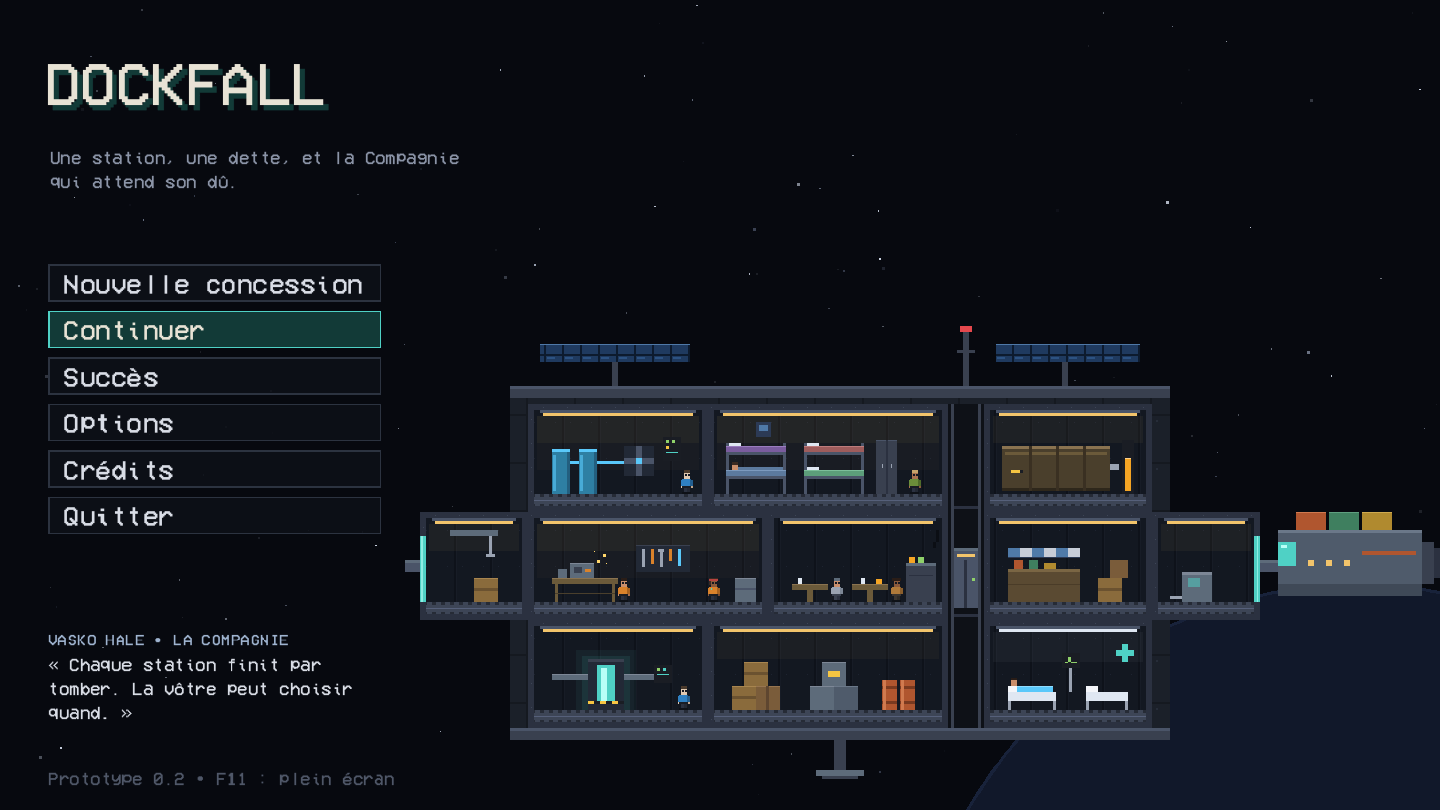 DOCKFALL
Une station, une dette, et la Compagnie
qui attend son dû.
Nouvelle concession
Continuer
Succès
Options
Crédits
Quitter
VASKO HALE • LA COMPAGNIE
« Chaque station finit par
tomber. La vôtre peut choisir
quand. »
Prototype 0.2 • F11 : plein écran